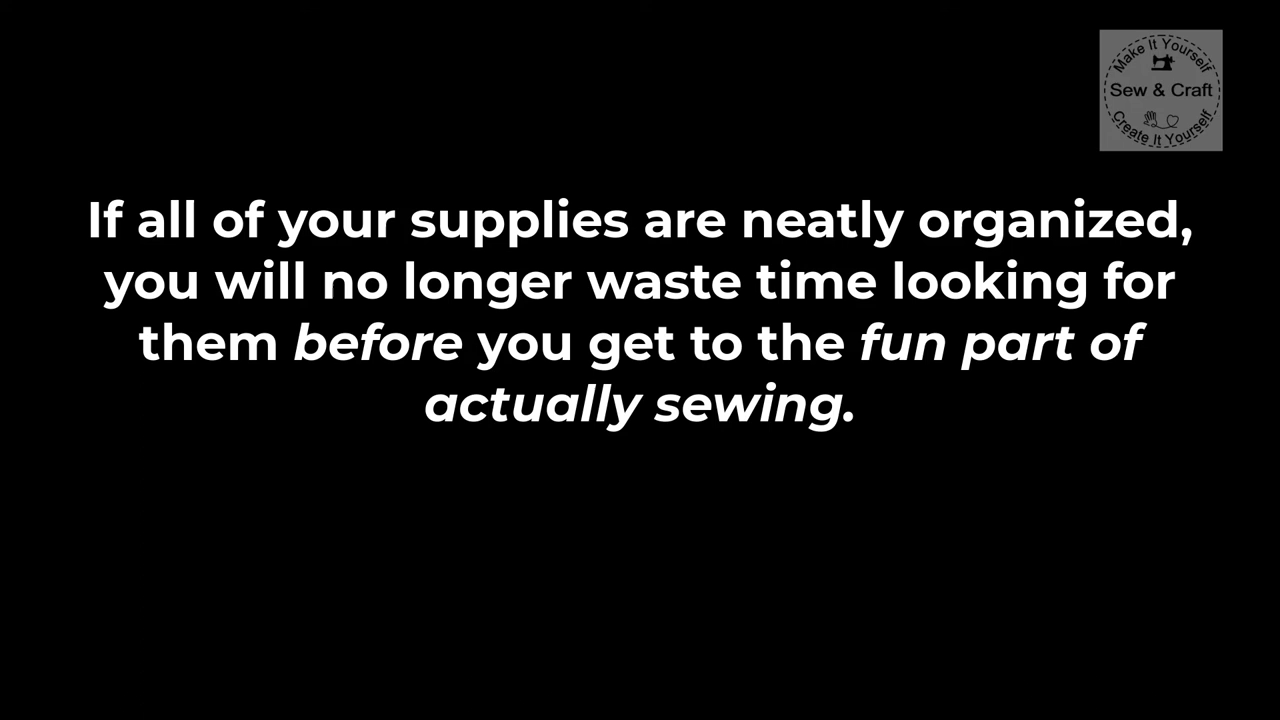 Make It Yourself
Sew & Craft
Create It Yourself
If all of your supplies are neatly organized,
you will no longer waste time looking for
them before you get to the fun part of
actually sewing.